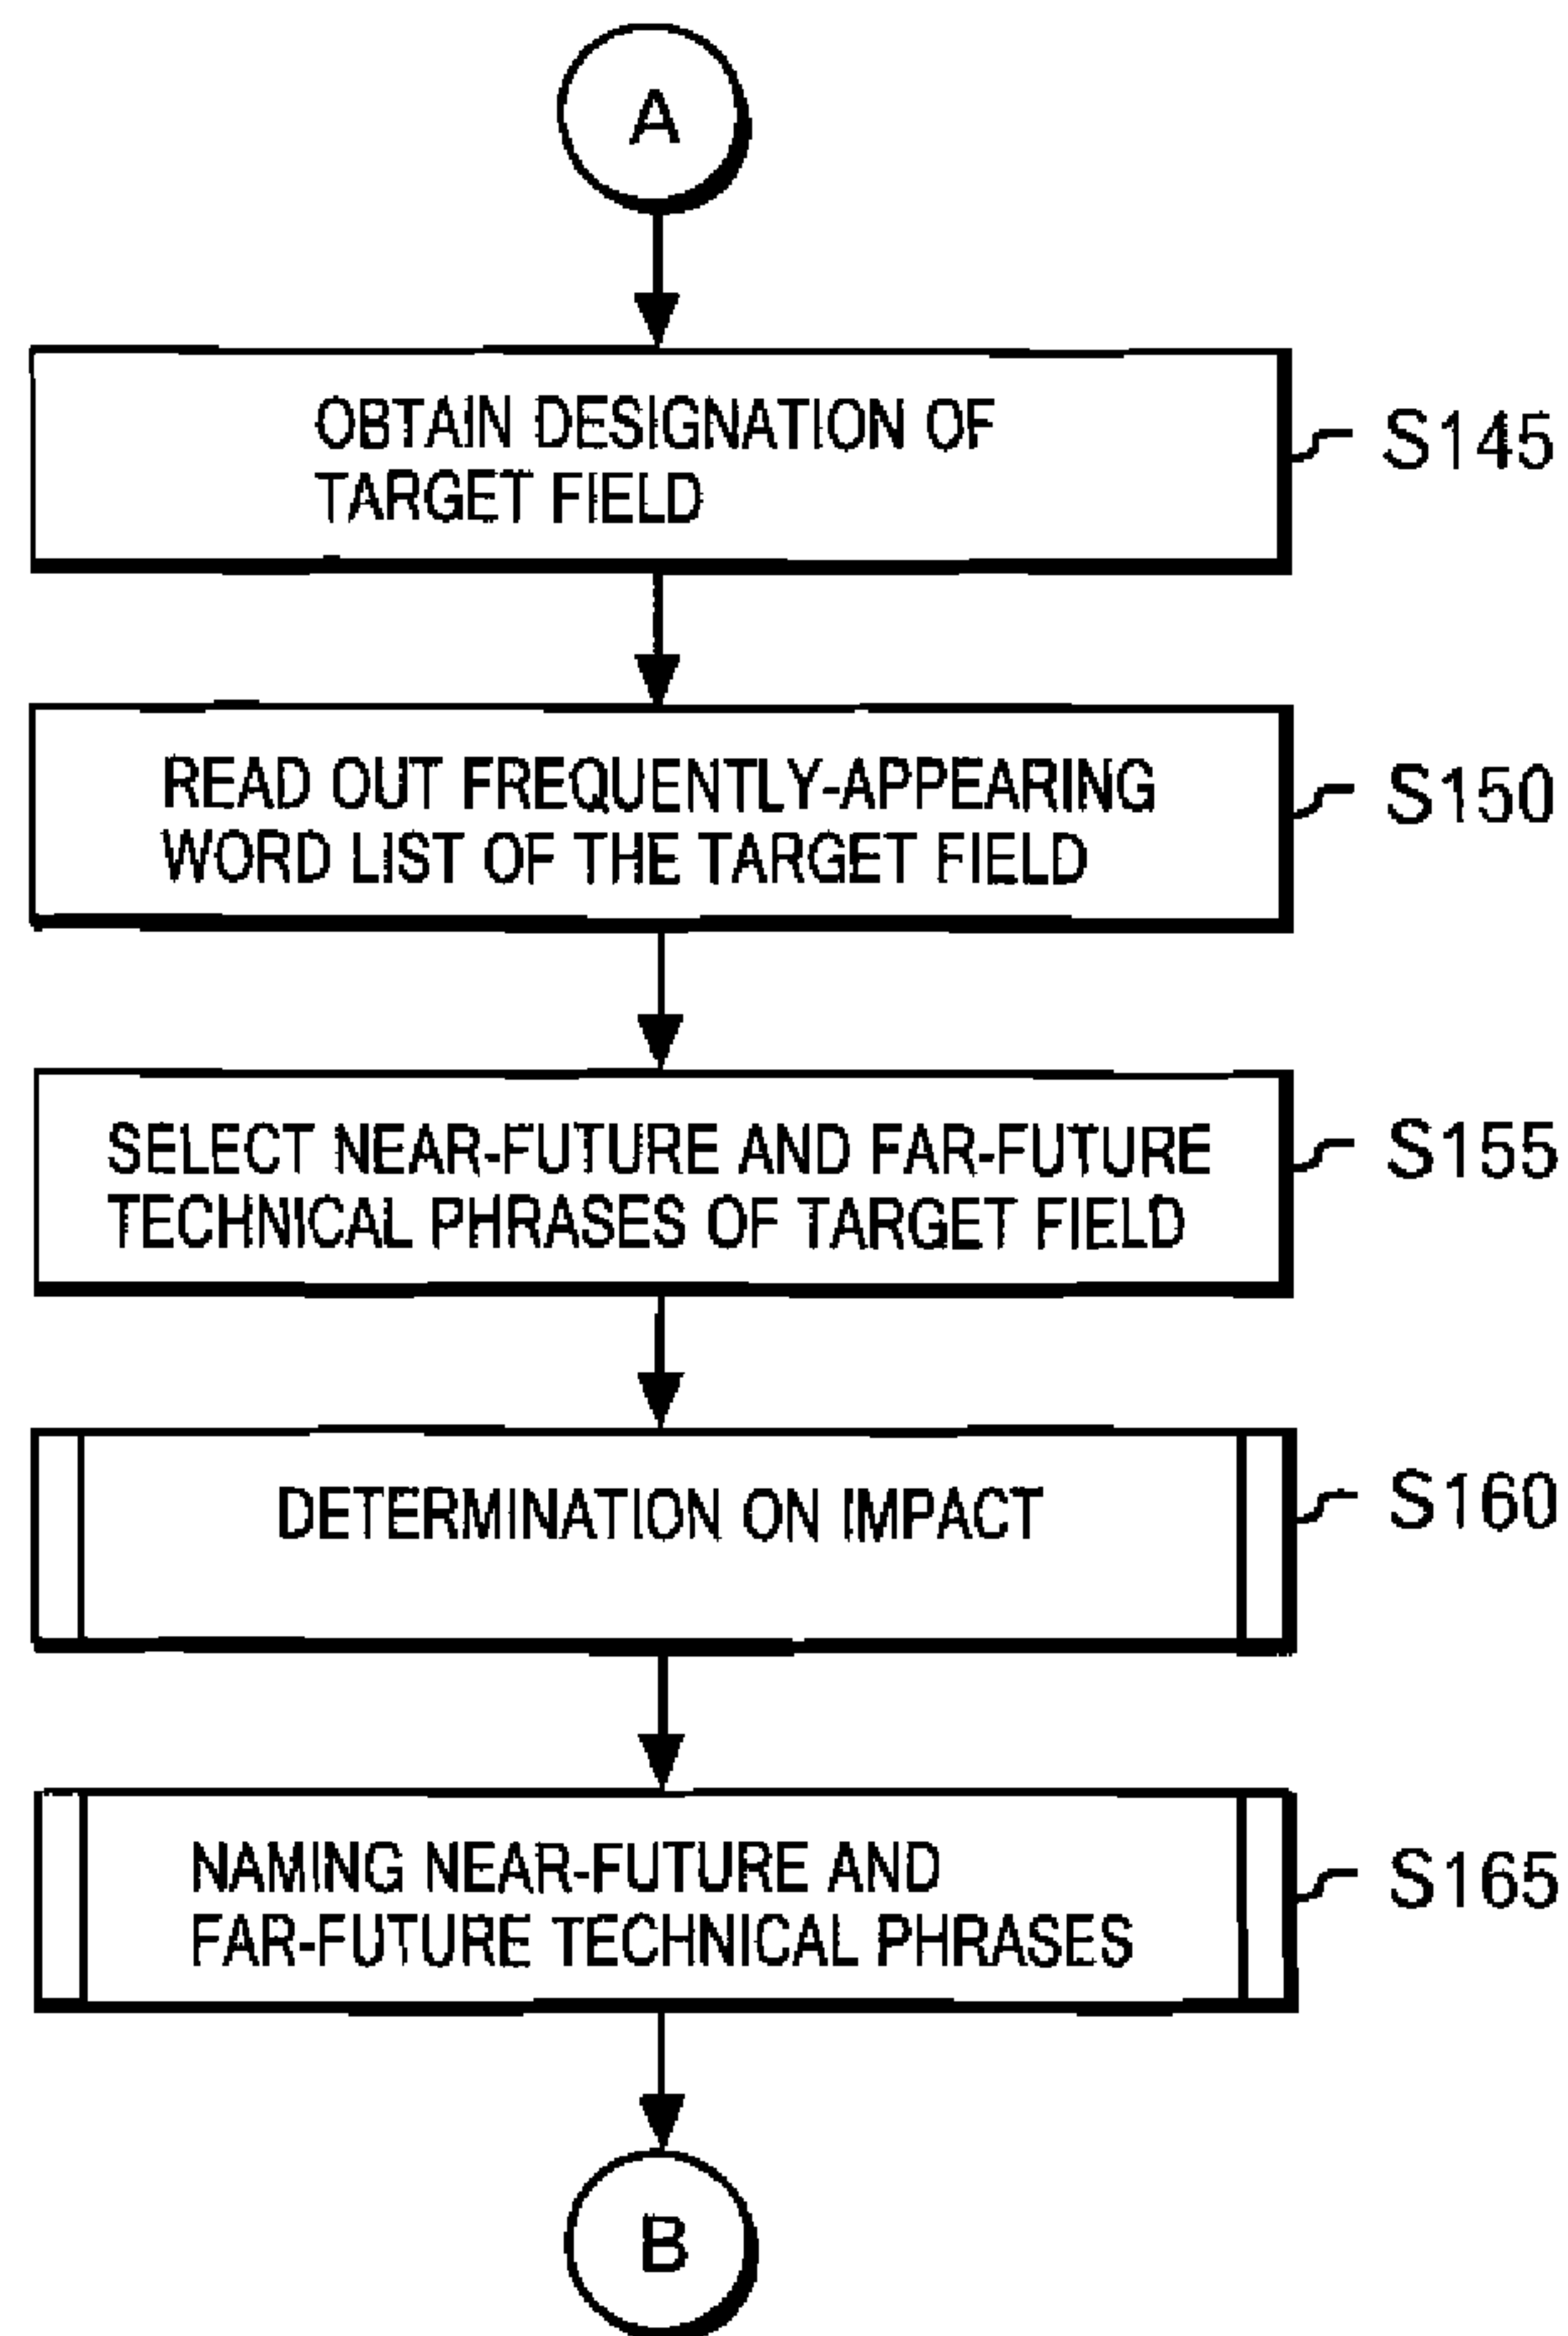 A
OBTAIN DESIGNATION OF
TARGET FIELD
S145
READ OUT FREQUENTLY-APPEARING
WORD LIST OF THE TARGET FIELD
S150
SELECT NEAR-FUTURE AND FAR-FUTURE
TECHNICAL PHRASES OF TARGET FIELD
S155
DETERMINATION ON IMPACT
S160
NAMING NEAR-FUTURE AND
FAR-FUTURE TECHNICAL PHRASES
S165
B